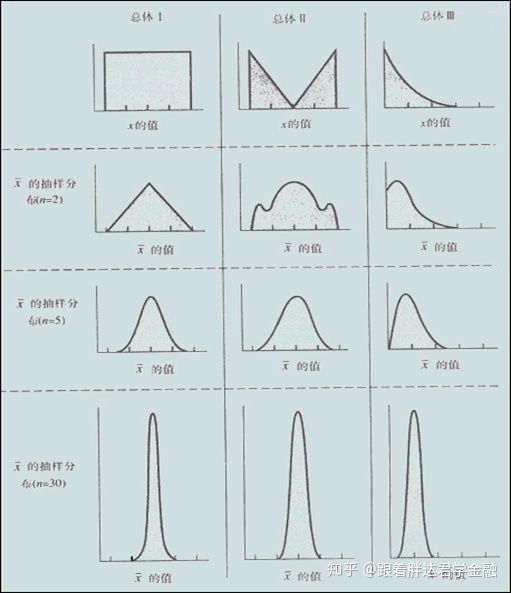 总体 I 总体 II 总体 III
x的值 x的值 x的值
x̄ 的抽样分
布(n=2)
x̄ 的值 x̄ 的值 x̄ 的值
x̄ 的抽样分
布(n=5)
x̄ 的值 x̄ 的值 x̄ 的值
x̄ 的抽样分
布(n=30)
x̄ 的值 x̄ 的值
知乎 @跟着胖达君学金融